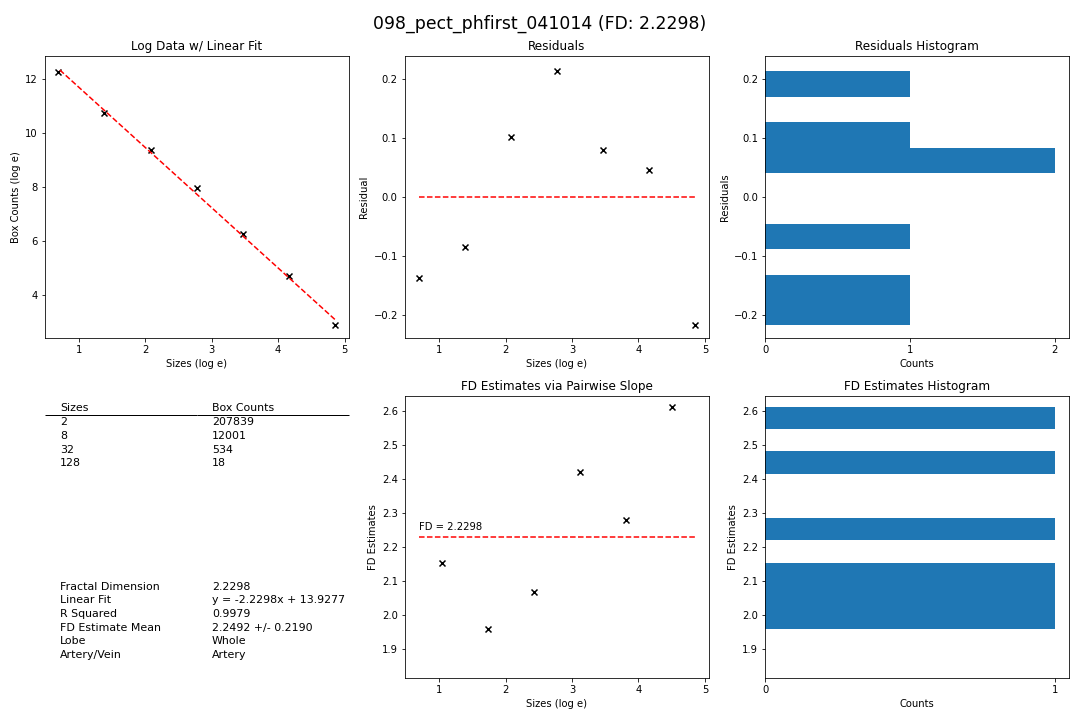 098_pect_phfirst_041014 (FD: 2.2298)
Log Data w/ Linear Fit
Box Counts (log e)
12
10
8
6
4
1 2 3 4 5
Sizes (log e)
Residuals
Residual
0.2
0.1
0.0
−0.1
−0.2
1 2 3 4 5
Sizes (log e)
Residuals Histogram
Residuals
0.2
0.1
0.0
−0.1
−0.2
0 1 2
Counts
Sizes Box Counts
2 207839
8 12001
32 534
128 18
Fractal Dimension 2.2298
Linear Fit y = -2.2298x + 13.9277
R Squared 0.9979
FD Estimate Mean 2.2492 +/- 0.2190
Lobe Whole
Artery/Vein Artery
FD Estimates via Pairwise Slope
FD Estimates
2.6
2.5
2.4
2.3
2.2
2.1
2.0
1.9
FD = 2.2298
1 2 3 4 5
Sizes (log e)
FD Estimates Histogram
FD Estimates
2.6
2.5
2.4
2.3
2.2
2.1
2.0
1.9
0 1
Counts